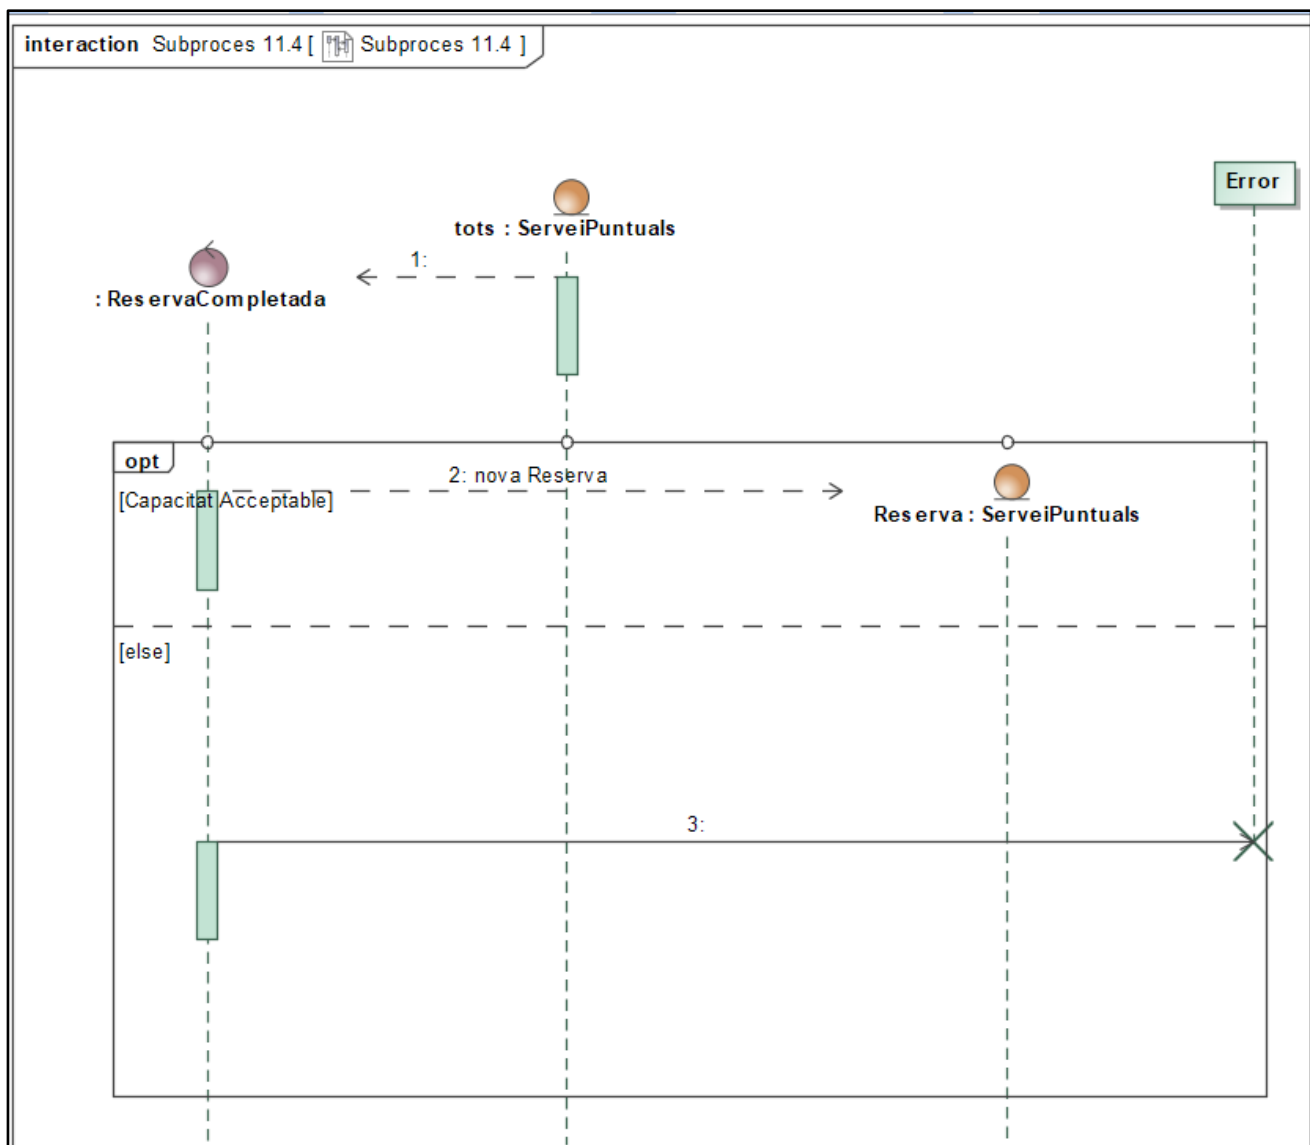 interaction Subproces 11.4 [ Subproces 11.4 ]
Error
tots : ServeiPuntuals
1:
: ReservaCompletada
opt
2: nova Reserva
[Capacitat Acceptable]
Reserva : ServeiPuntuals
[else]
3: